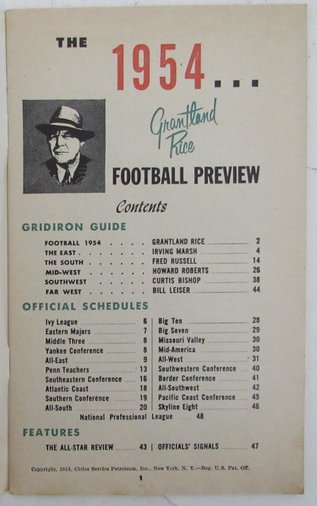 THE
1954...
Grantland
Rice
FOOTBALL PREVIEW
Contents
GRIDIRON GUIDE
FOOTBALL 1954 . . . . . GRANTLAND RICE 2
THE EAST . . . . . . . IRVING MARSH 4
THE SOUTH . . . . . . . FRED RUSSELL 14
MID-WEST . . . . . . . HOWARD ROBERTS 26
SOUTHWEST . . . . . . CURTIS BISHOP 38
FAR WEST . . . . . . . BILL LEISER 44
OFFICIAL SCHEDULES
Ivy League 6 | Big Ten 28
Eastern Majors 7 | Big Seven 29
Middle Three 8 | Missouri Valley 30
Yankee Conference 8 | Mid-America 30
All-East 9 | All-West 31
Penn Teachers 13 | Southwestern Conference 40
Southeastern Conference 16 | Border Conference 41
Atlantic Coast 18 | All-Southwest 42
Southern Conference 19 | Pacific Coast Conference 45
All-South 20 | Skyline Eight 46
National Professional League 48
FEATURES
THE ALL-STAR REVIEW 43 | OFFICIALS' SIGNALS 47
Copyright, 1954, Cities Service Petroleum, Inc., New York, N. Y.—Reg. U.S. Pat. Off.
1